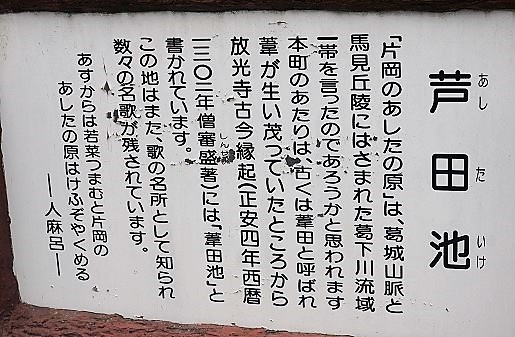 芦田池
あしたいけ
「片岡のあしたの原」は、葛城山脈と
馬見丘陵にはさまれた葛下川流域
一帯を言ったのであろうかと思われます
本町のあたりは、古くは葦田と呼ばれ
葦が生い茂っていたところから
放光寺古今縁起(正安四年西暦
一三〇二年僧審盛著)には「葦田池」と
しん
書かれています。
この地はまた、歌の名所として知られ
数々の名歌が残されています。
あすからは若菜つまむと片岡の
あしたの原はけふぞやくめる
―人麻呂―